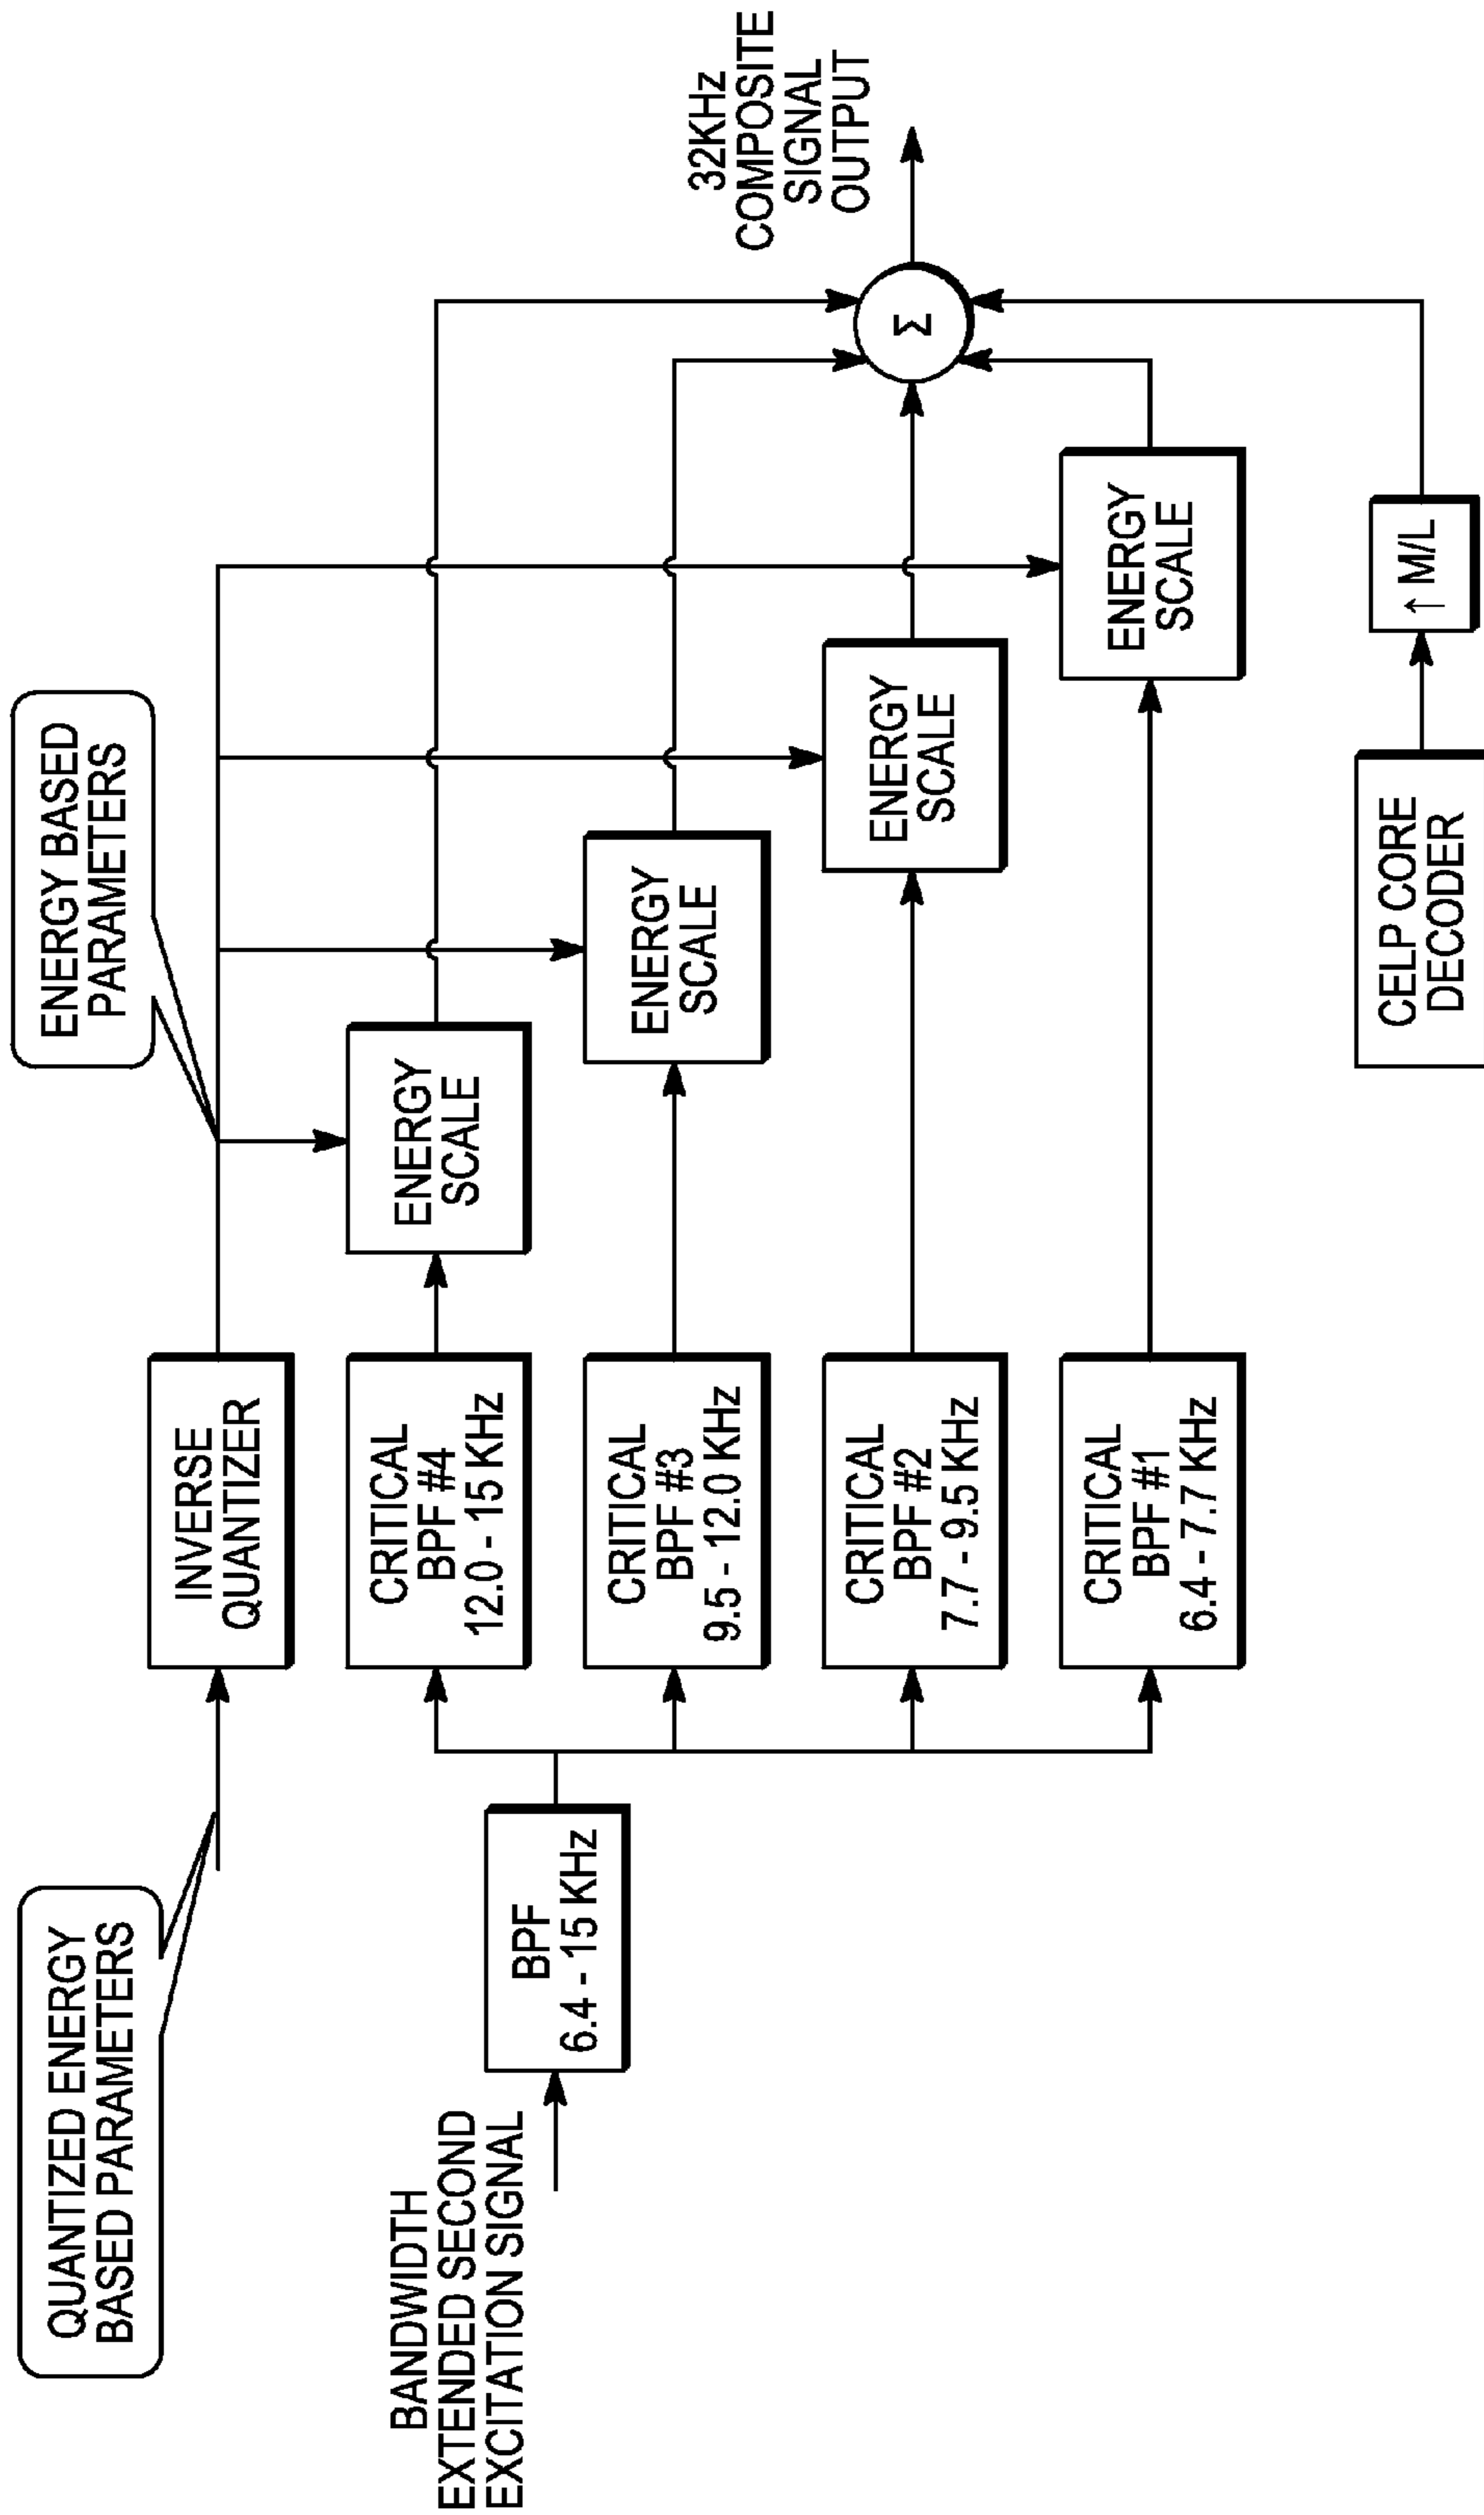 QUANTIZED ENERGY
BASED PARAMETERS
ENERGY BASED
PARAMETERS
INVERSE
QUANTIZER
BANDWIDTH
EXTENDED SECOND
EXCITATION SIGNAL
BPF
6.4 - 15 KHz
CRITICAL
BPF #4
12.0 - 15 KHz
ENERGY
SCALE
CRITICAL
BPF #3
9.5 - 12.0 KHz
ENERGY
SCALE
CRITICAL
BPF #2
7.7 - 9.5 KHz
ENERGY
SCALE
CRITICAL
BPF #1
6.4 - 7.7 KHz
ENERGY
SCALE
Σ
32KHz
COMPOSITE
SIGNAL
OUTPUT
CELP CORE
DECODER
↑ M/L